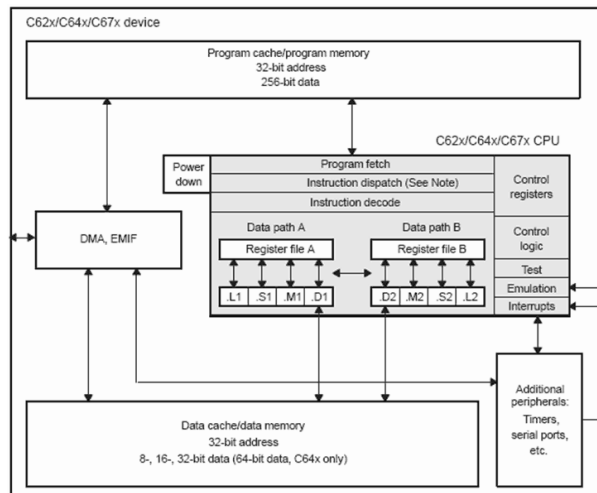 C62x/C64x/C67x device
Program cache/program memory
32-bit address
256-bit data
C62x/C64x/C67x CPU
Power
down
Program fetch
Instruction dispatch (See Note)
Instruction decode
Control
registers
Data path A
Data path B
Register file A
Register file B
Control
logic
DMA, EMIF
Test
.L1 .S1 .M1 .D1
.D2 .M2 .S2 .L2
Emulation
Interrupts
Additional
peripherals:
Timers,
serial ports,
etc.
Data cache/data memory
32-bit address
8-, 16-, 32-bit data (64-bit data, C64x only)